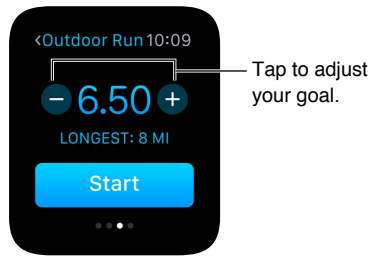 <Outdoor Run 10:09
− 6.50 +
LONGEST: 8 MI
Start
Tap to adjust
your goal.